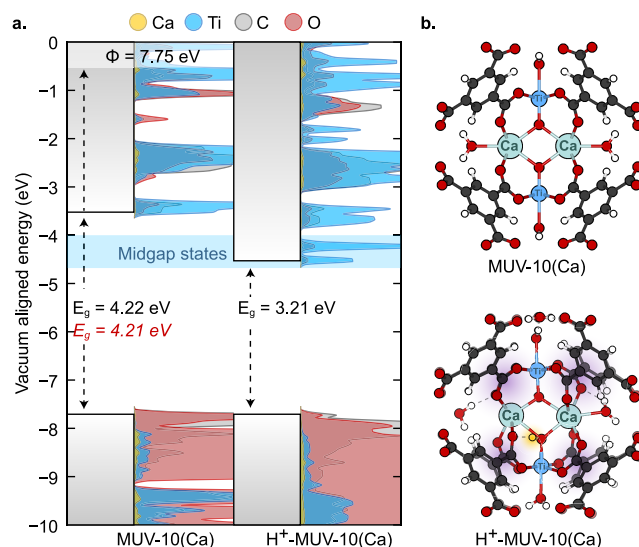 a.
Ca Ti C O
b.
Vacuum aligned energy (eV)
0
−1
−2
−3
−4
−5
−6
−7
−8
−9
−10
Φ = 7.75 eV
Midgap states
E_g = 4.22 eV
E_g = 4.21 eV
E_g = 3.21 eV
MUV-10(Ca)
H⁺-MUV-10(Ca)
Ti
Ca Ca
Ti
MUV-10(Ca)
Ti
Ca Ca
Ti
H⁺-MUV-10(Ca)